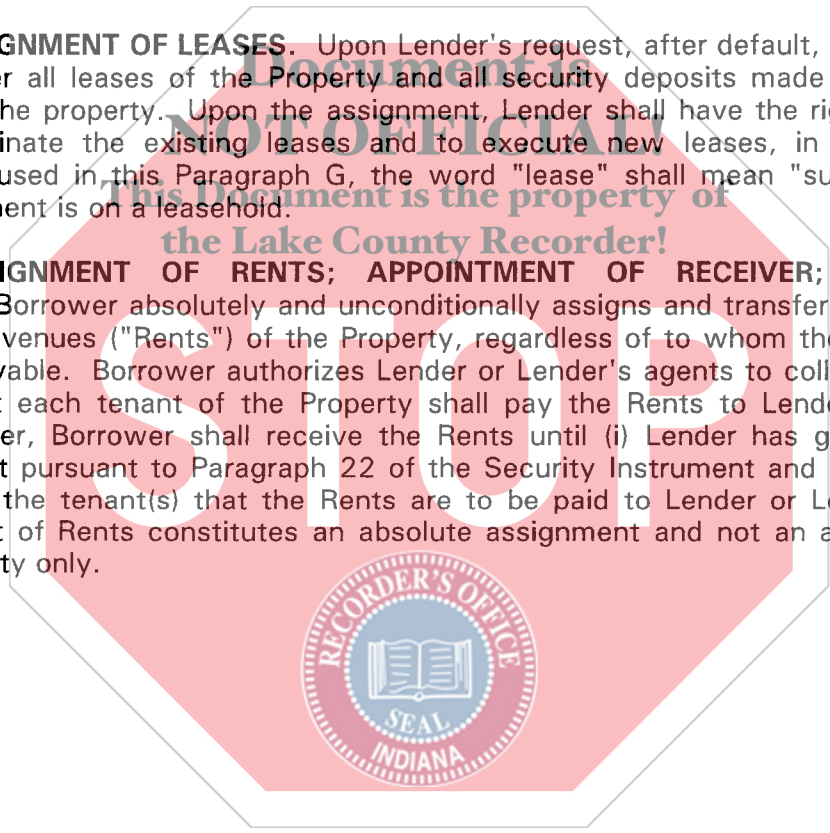 GNMENT OF LEASES. Upon Lender's request, after default,
Document is
r all leases of the Property and all security deposits made
he property. Upon the assignment, Lender shall have the rig
NOT OFFICIAL!
inate the existing leases and to execute new leases, in
used in this Paragraph G, the word "lease" shall mean "su
This Document is the property of
ent is on a leasehold.
the Lake County Recorder!
IGNMENT OF RENTS; APPOINTMENT OF RECEIVER;
Borrower absolutely and unconditionally assigns and transfer
venues ("Rents") of the Property, regardless of to whom the
yable. Borrower authorizes Lender or Lender's agents to coll
t each tenant of the Property shall pay the Rents to Lende
er, Borrower shall receive the Rents until (i) Lender has g
t pursuant to Paragraph 22 of the Security Instrument and
the tenant(s) that the Rents are to be paid to Lender or Le
t of Rents constitutes an absolute assignment and not an a
ty only.
STOP
RECORDER'S OFFICE
SEAL
INDIANA